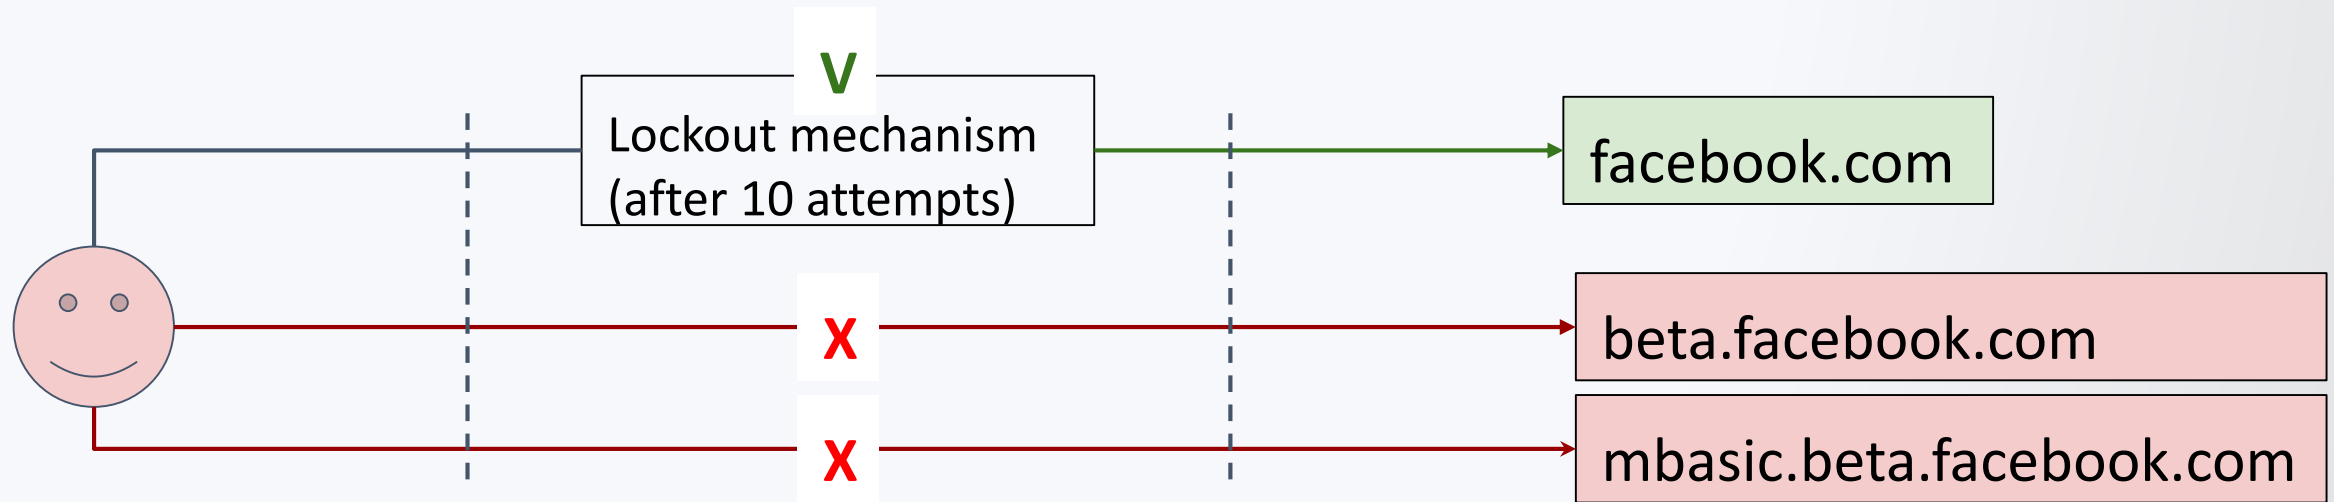 V
Lockout mechanism
(after 10 attempts)
facebook.com
X
beta.facebook.com
X
mbasic.beta.facebook.com